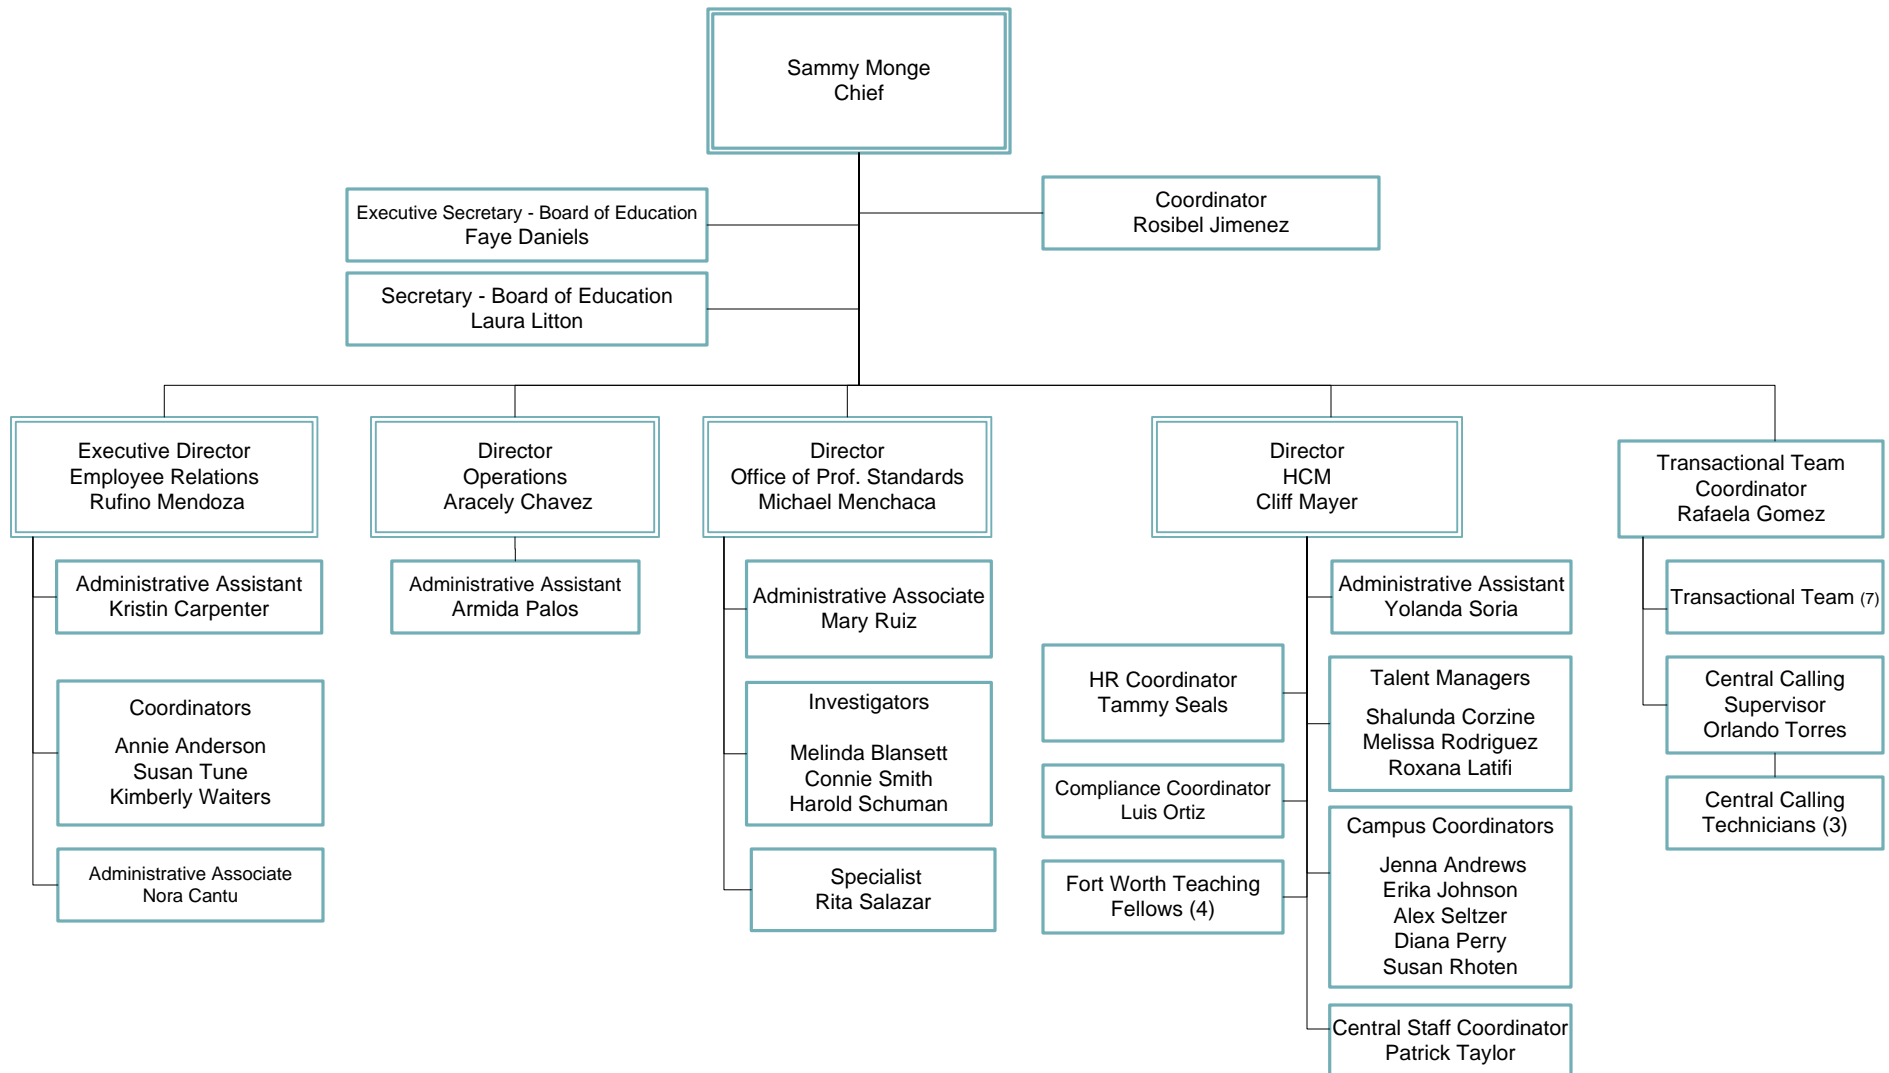 Sammy Monge
Chief
Executive Secretary - Board of Education
Faye Daniels
Coordinator
Rosibel Jimenez
Secretary - Board of Education
Laura Litton
Executive Director
Employee Relations
Rufino Mendoza
Administrative Assistant
Kristin Carpenter
Coordinators
Annie Anderson
Susan Tune
Kimberly Waiters
Administrative Associate
Nora Cantu
Director
Operations
Aracely Chavez
Administrative Assistant
Armida Palos
Director
Office of Prof. Standards
Michael Menchaca
Administrative Associate
Mary Ruiz
Investigators
Melinda Blansett
Connie Smith
Harold Schuman
Specialist
Rita Salazar
Director
HCM
Cliff Mayer
HR Coordinator
Tammy Seals
Compliance Coordinator
Luis Ortiz
Fort Worth Teaching
Fellows (4)
Administrative Assistant
Yolanda Soria
Talent Managers
Shalunda Corzine
Melissa Rodriguez
Roxana Latifi
Campus Coordinators
Jenna Andrews
Erika Johnson
Alex Seltzer
Diana Perry
Susan Rhoten
Central Staff Coordinator
Patrick Taylor
Transactional Team
Coordinator
Rafaela Gomez
Transactional Team (7)
Central Calling
Supervisor
Orlando Torres
Central Calling
Technicians (3)